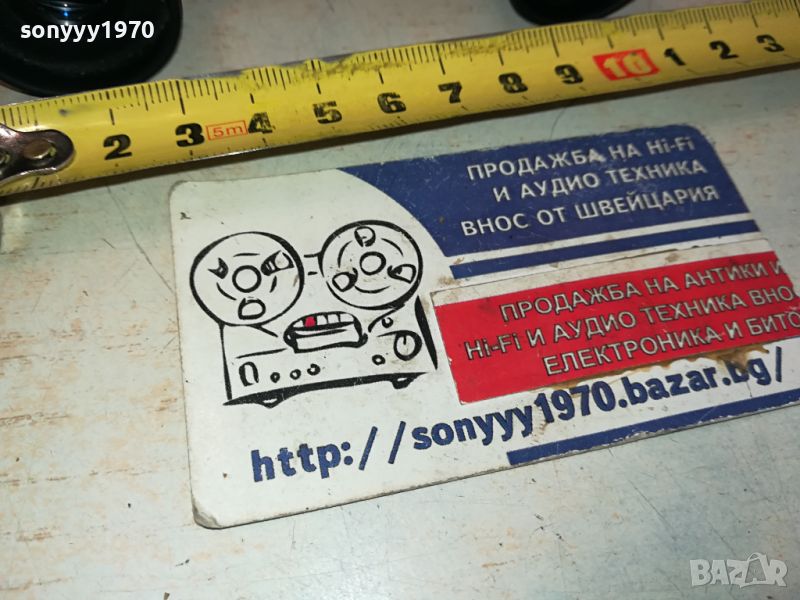 sonyyy1970
2 3 5m 4 5 6 7 8 9 10 1 2 3
ПРОДАЖБА НА Hi-Fi
И АУДИО ТЕХНИКА
ВНОС ОТ ШВЕЙЦАРИЯ
ПРОДАЖБА НА АНТИКИ И
Hi-Fi И АУДИО ТЕХНИКА ВНОС
ЕЛЕКТРОНИКА И БИТО
http://sonyyy1970.bazar.bg/
BAZAR